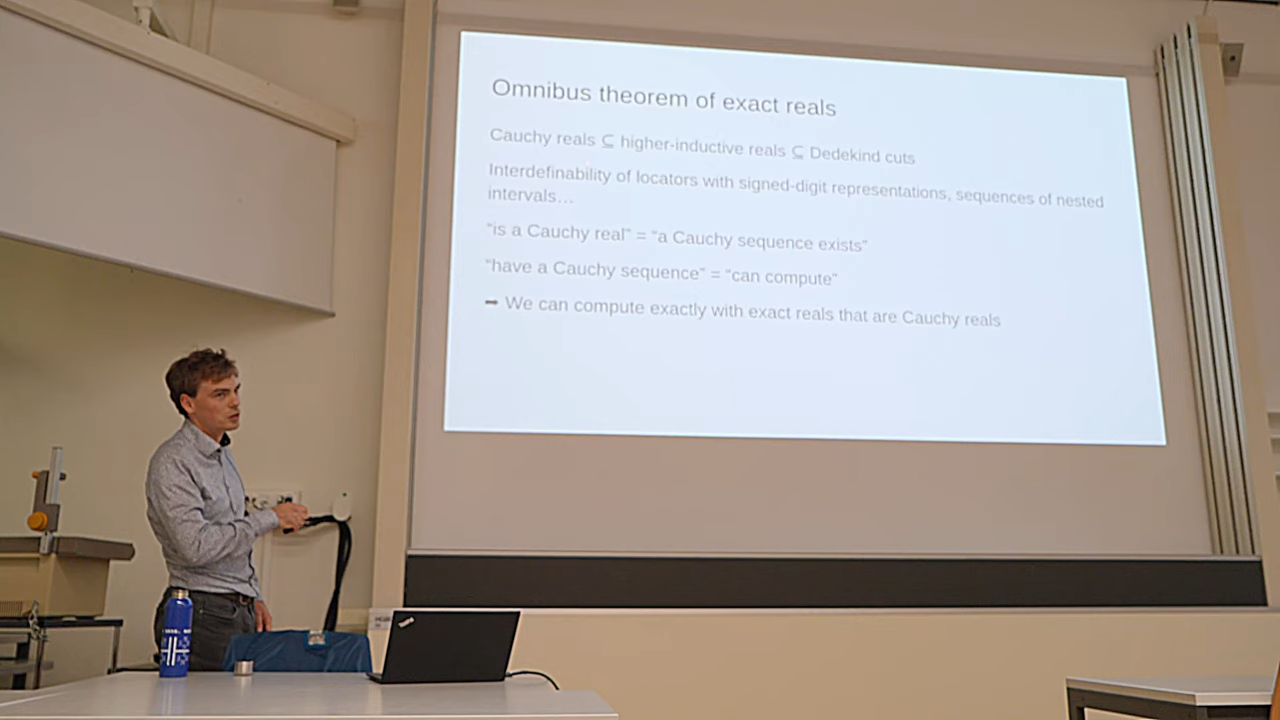 Omnibus theorem of exact reals
Cauchy reals ⊆ higher-inductive reals ⊆ Dedekind cuts
Interdefinability of locators with signed-digit representations, sequences of nested
intervals…
“is a Cauchy real” = “a Cauchy sequence exists”
“have a Cauchy sequence” = “can compute”
➡ We can compute exactly with exact reals that are Cauchy reals
ThinkPad